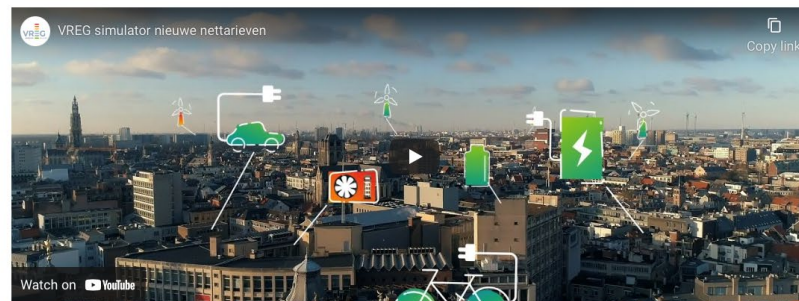 VREG
VREG simulator nieuwe nettarieven
Copy link
Watch on YouTube